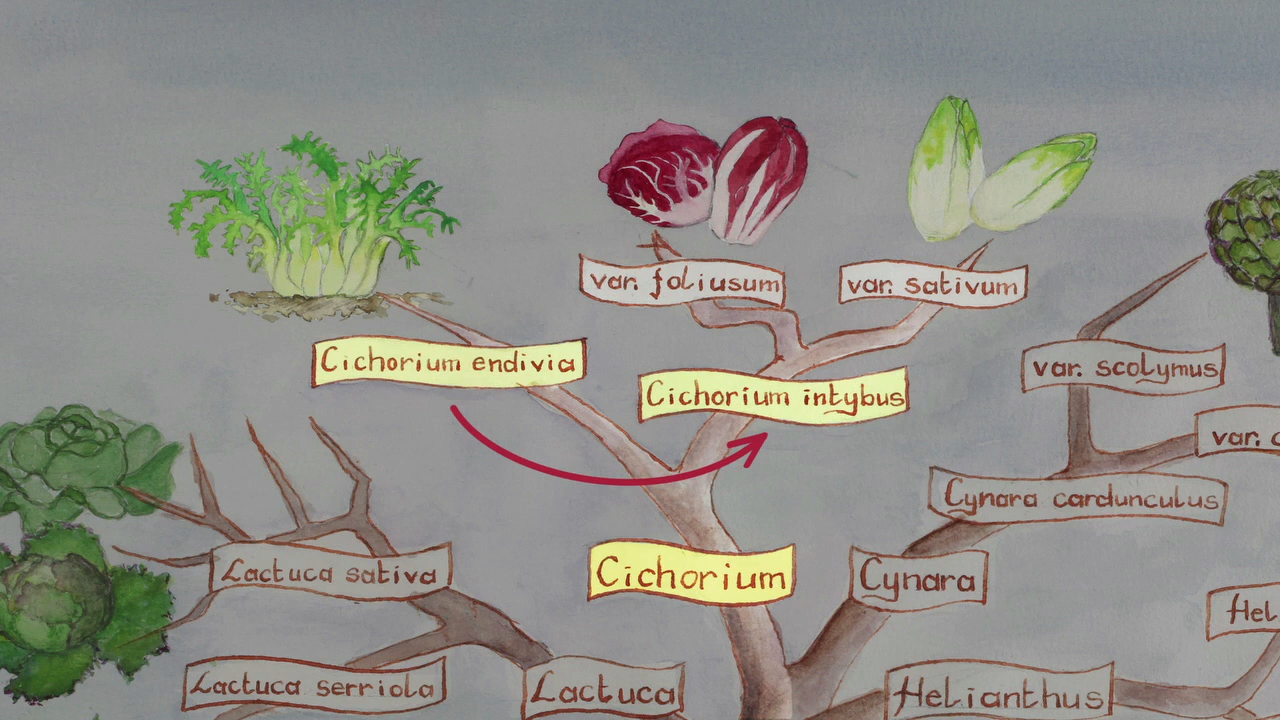 var. foliusum
var. sativum
Cichorium endivia
var. scolymus
Cichorium intybus
var.
Cynara cardunculus
Lactuca sativa
Cichorium
Cynara
Lactuca serriola
Lactuca
Helianthus